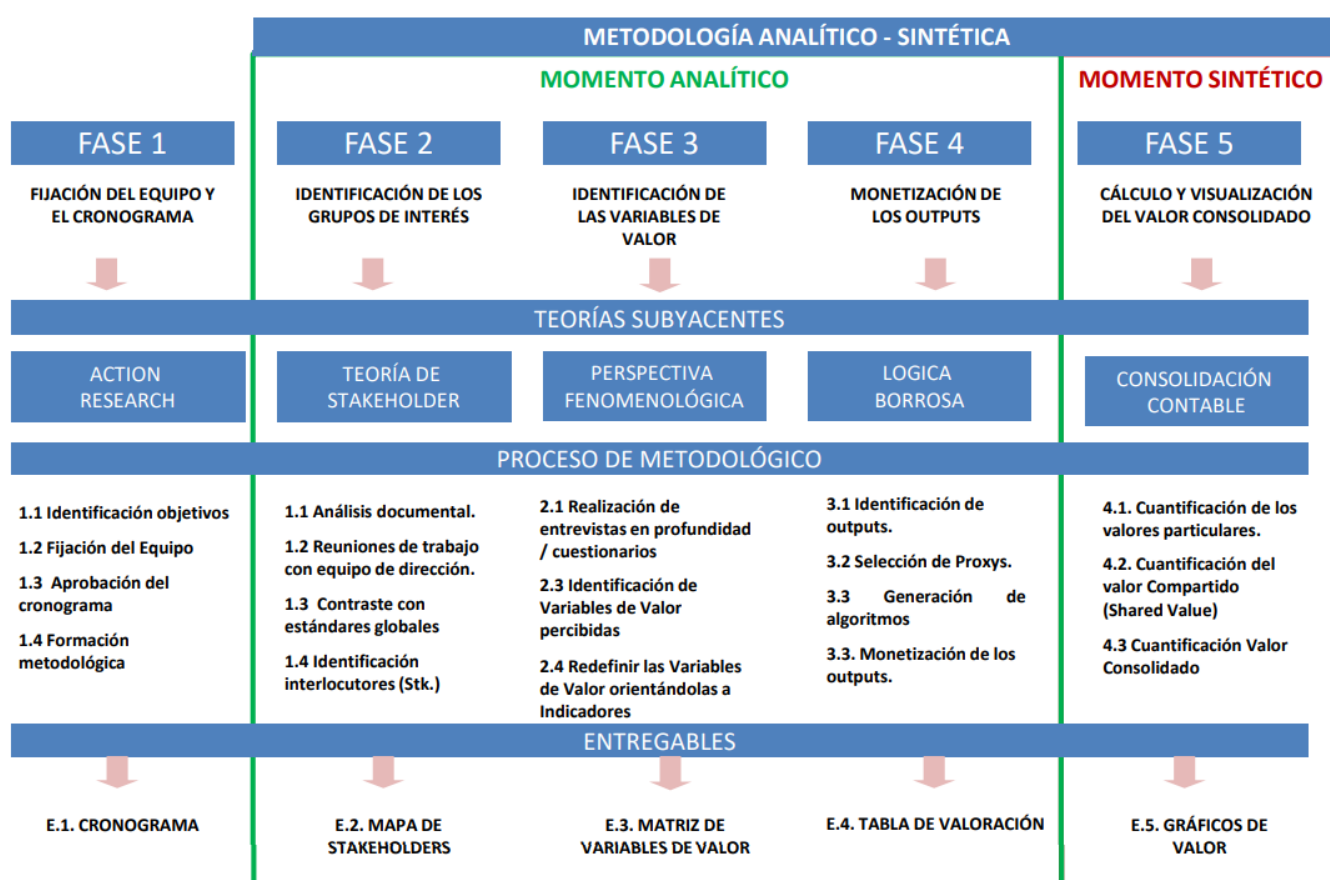 METODOLOGÍA ANALÍTICO - SINTÉTICA
MOMENTO ANALÍTICO
MOMENTO SINTÉTICO
FASE 1
FASE 2
FASE 3
FASE 4
FASE 5
FIJACIÓN DEL EQUIPO Y
EL CRONOGRAMA
IDENTIFICACIÓN DE LOS
GRUPOS DE INTERÉS
IDENTIFICACIÓN DE
LAS VARIABLES DE
VALOR
MONETIZACIÓN DE
LOS OUTPUTS
CÁLCULO Y VISUALIZACIÓN
DEL VALOR CONSOLIDADO
TEORÍAS SUBYACENTES
ACTION
RESEARCH
TEORÍA DE
STAKEHOLDER
PERSPECTIVA
FENOMENOLÓGICA
LOGICA
BORROSA
CONSOLIDACIÓN
CONTABLE
PROCESO DE METODOLÓGICO
1.1 Identificación objetivos
1.2 Fijación del Equipo
1.3 Aprobación del
cronograma
1.4 Formación
metodológica
1.1 Análisis documental.
1.2 Reuniones de trabajo
con equipo de dirección.
1.3 Contraste con
estándares globales
1.4 Identificación
interlocutores (Stk.)
2.1 Realización de
entrevistas en profundidad
/ cuestionarios
2.3 Identificación de
Variables de Valor
percibidas
2.4 Redefinir las Variables
de Valor orientándolas a
Indicadores
3.1 Identificación de
outputs.
3.2 Selección de Proxys.
3.3 Generación de
algoritmos
3.3. Monetización de los
outputs.
4.1. Cuantificación de los
valores particulares.
4.2. Cuantificación del
valor Compartido
(Shared Value)
4.3 Cuantificación Valor
Consolidado
ENTREGABLES
E.1. CRONOGRAMA
E.2. MAPA DE
STAKEHOLDERS
E.3. MATRIZ DE
VARIABLES DE VALOR
E.4. TABLA DE VALORACIÓN
E.5. GRÁFICOS DE
VALOR